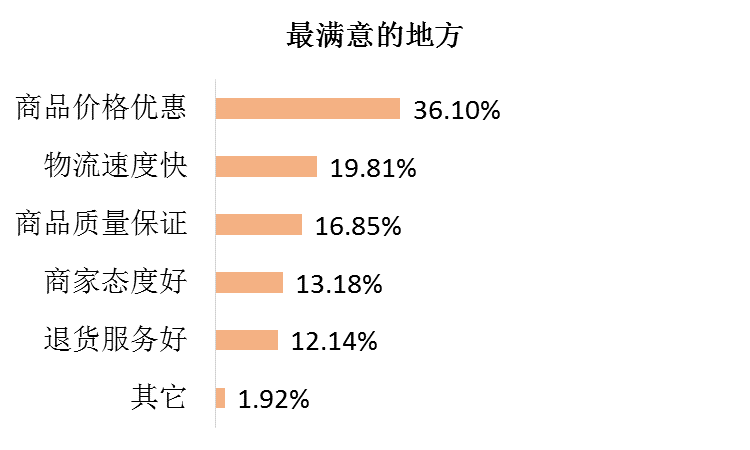 最满意的地方
商品价格优惠 36.10%
物流速度快 19.81%
商品质量保证 16.85%
商家态度好 13.18%
退货服务好 12.14%
其它 1.92%